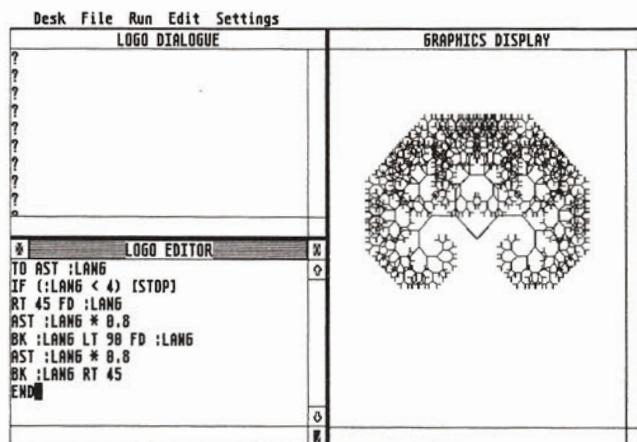 Desk File Run Edit Settings
LOGO DIALOGUE
GRAPHICS DISPLAY
?
?
?
?
?
?
?
?
?
LOGO EDITOR
TO AST :LANG
IF (:LANG < 4) [STOP]
RT 45 FD :LANG
AST :LANG * 0.8
BK :LANG LT 90 FD :LANG
AST :LANG * 0.8
BK :LANG RT 45
END